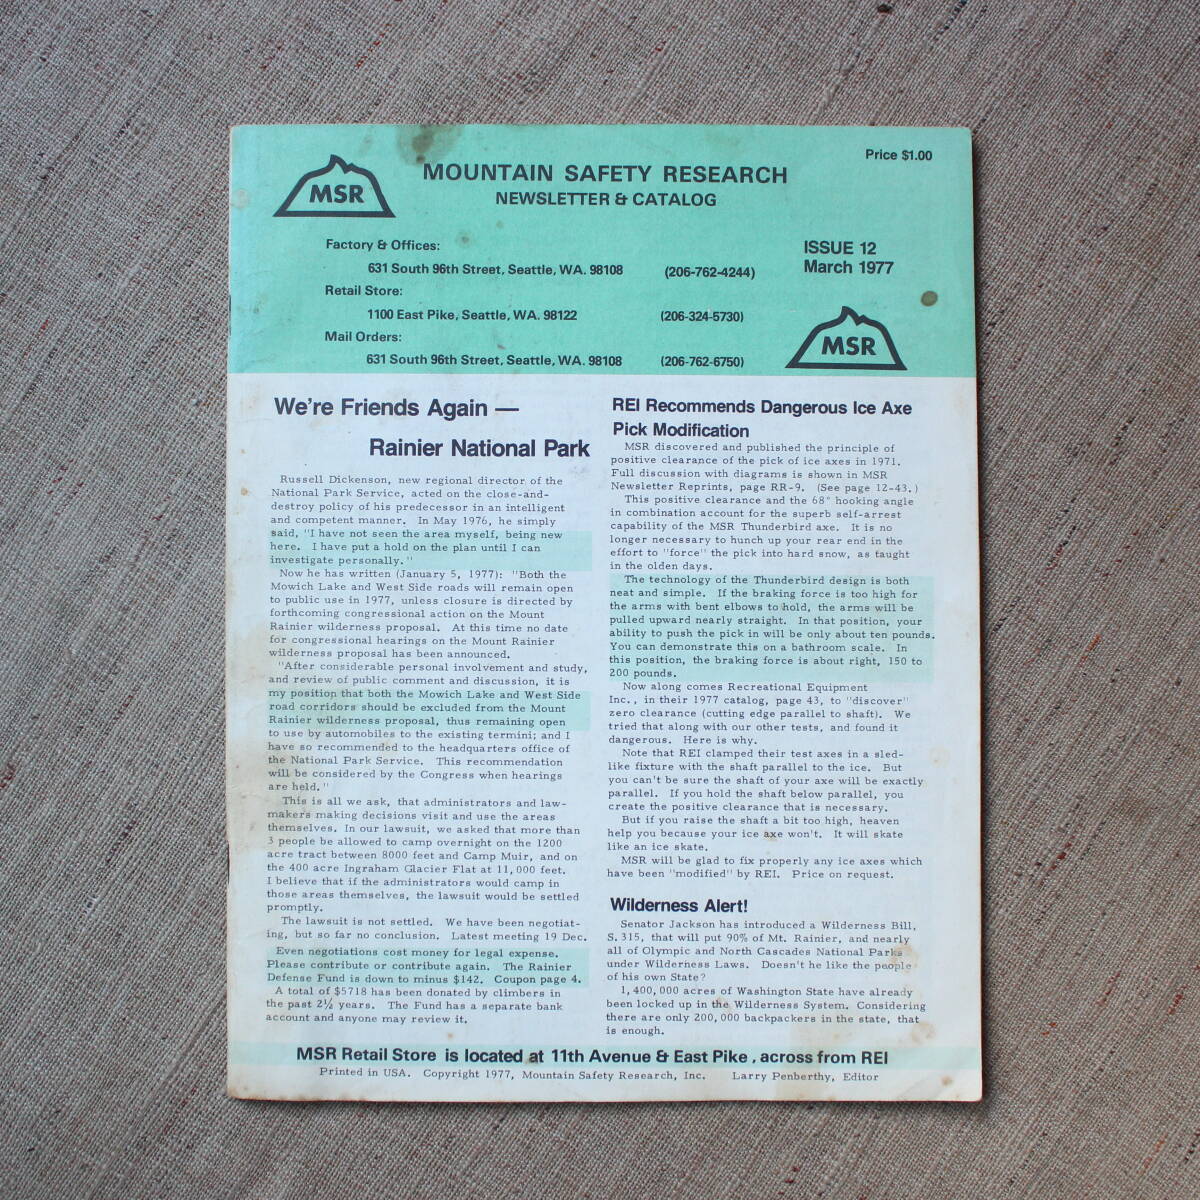 Price $1.00
MSR
MOUNTAIN SAFETY RESEARCH
NEWSLETTER & CATALOG
Factory & Offices:
631 South 96th Street, Seattle, WA. 98108 (206-762-4244)
Retail Store:
1100 East Pike, Seattle, WA. 98122 (206-324-5730)
Mail Orders:
631 South 96th Street, Seattle, WA. 98108 (206-762-6750)
ISSUE 12
March 1977
MSR
We're Friends Again —
Rainier National Park
Russell Dickenson, new regional director of the
National Park Service, acted on the close-and-
destroy policy of his predecessor in an intelligent
and competent manner. In May 1976, he simply
said, "I have not seen the area myself, being new
here. I have put a hold on the plan until I can
investigate personally."
Now he has written (January 5, 1977): "Both the
Mowich Lake and West Side roads will remain open
to public use in 1977, unless closure is directed by
forthcoming congressional action on the Mount
Rainier wilderness proposal. At this time no date
for congressional hearings on the Mount Rainier
wilderness proposal has been announced.
"After considerable personal involvement and study,
and review of public comment and discussion, it is
my position that both the Mowich Lake and West Side
road corridors should be excluded from the Mount
Rainier wilderness proposal, thus remaining open
to use by automobiles to the existing termini; and I
have so recommended to the headquarters office of
the National Park Service. This recommendation
will be considered by the Congress when hearings
are held."
This is all we ask, that administrators and law-
makers making decisions visit and use the areas
themselves. In our lawsuit, we asked that more than
3 people be allowed to camp overnight on the 1200
acre tract between 8000 feet and Camp Muir, and on
the 400 acre Ingraham Glacier Flat at 11,000 feet.
I believe that if the administrators would camp in
those areas themselves, the lawsuit would be settled
promptly.
The lawsuit is not settled. We have been negotiat-
ing, but so far no conclusion. Latest meeting 19 Dec.
Even negotiations cost money for legal expense.
Please contribute or contribute again. The Rainier
Defense Fund is down to minus $142. Coupon page 4.
A total of $5718 has been donated by climbers in
the past 2½ years. The Fund has a separate bank
account and anyone may review it.
REI Recommends Dangerous Ice Axe
Pick Modification
MSR discovered and published the principle of
positive clearance of the pick of ice axes in 1971.
Full discussion with diagrams is shown in MSR
Newsletter Reprints, page RR-9. (See page 12-43.)
This positive clearance and the 68° hooking angle
in combination account for the superb self-arrest
capability of the MSR Thunderbird axe. It is no
longer necessary to hunch up your rear end in the
effort to "force" the pick into hard snow, as taught
in the olden days.
The technology of the Thunderbird design is both
neat and simple. If the braking force is too high for
the arms with bent elbows to hold, the arms will be
pulled upward nearly straight. In that position, your
ability to push the pick in will be only about ten pounds.
You can demonstrate this on a bathroom scale. In
this position, the braking force is about right, 150 to
200 pounds.
Now along comes Recreational Equipment
Inc., in their 1977 catalog, page 43, to "discover"
zero clearance (cutting edge parallel to shaft). We
tried that along with our other tests, and found it
dangerous. Here is why.
Note that REI clamped their test axes in a sled-
like fixture with the shaft parallel to the ice. But
you can't be sure the shaft of your axe will be exactly
parallel. If you hold the shaft below parallel, you
create the positive clearance that is necessary.
But if you raise the shaft a bit too high, heaven
help you because your ice axe won't. It will skate
like an ice skate.
MSR will be glad to fix properly any ice axes which
have been "modified" by REI. Price on request.
Wilderness Alert!
Senator Jackson has introduced a Wilderness Bill,
S.315, that will put 90% of Mt. Rainier, and nearly
all of Olympic and North Cascades National Parks
under Wilderness Laws. Doesn't he like the people
of his own State?
1,400,000 acres of Washington State have already
been locked up in the Wilderness System. Considering
there are only 200,000 backpackers in the state, that
is enough.
MSR Retail Store is located at 11th Avenue & East Pike, across from REI
Printed in USA. Copyright 1977, Mountain Safety Research, Inc. Larry Penberthy, Editor